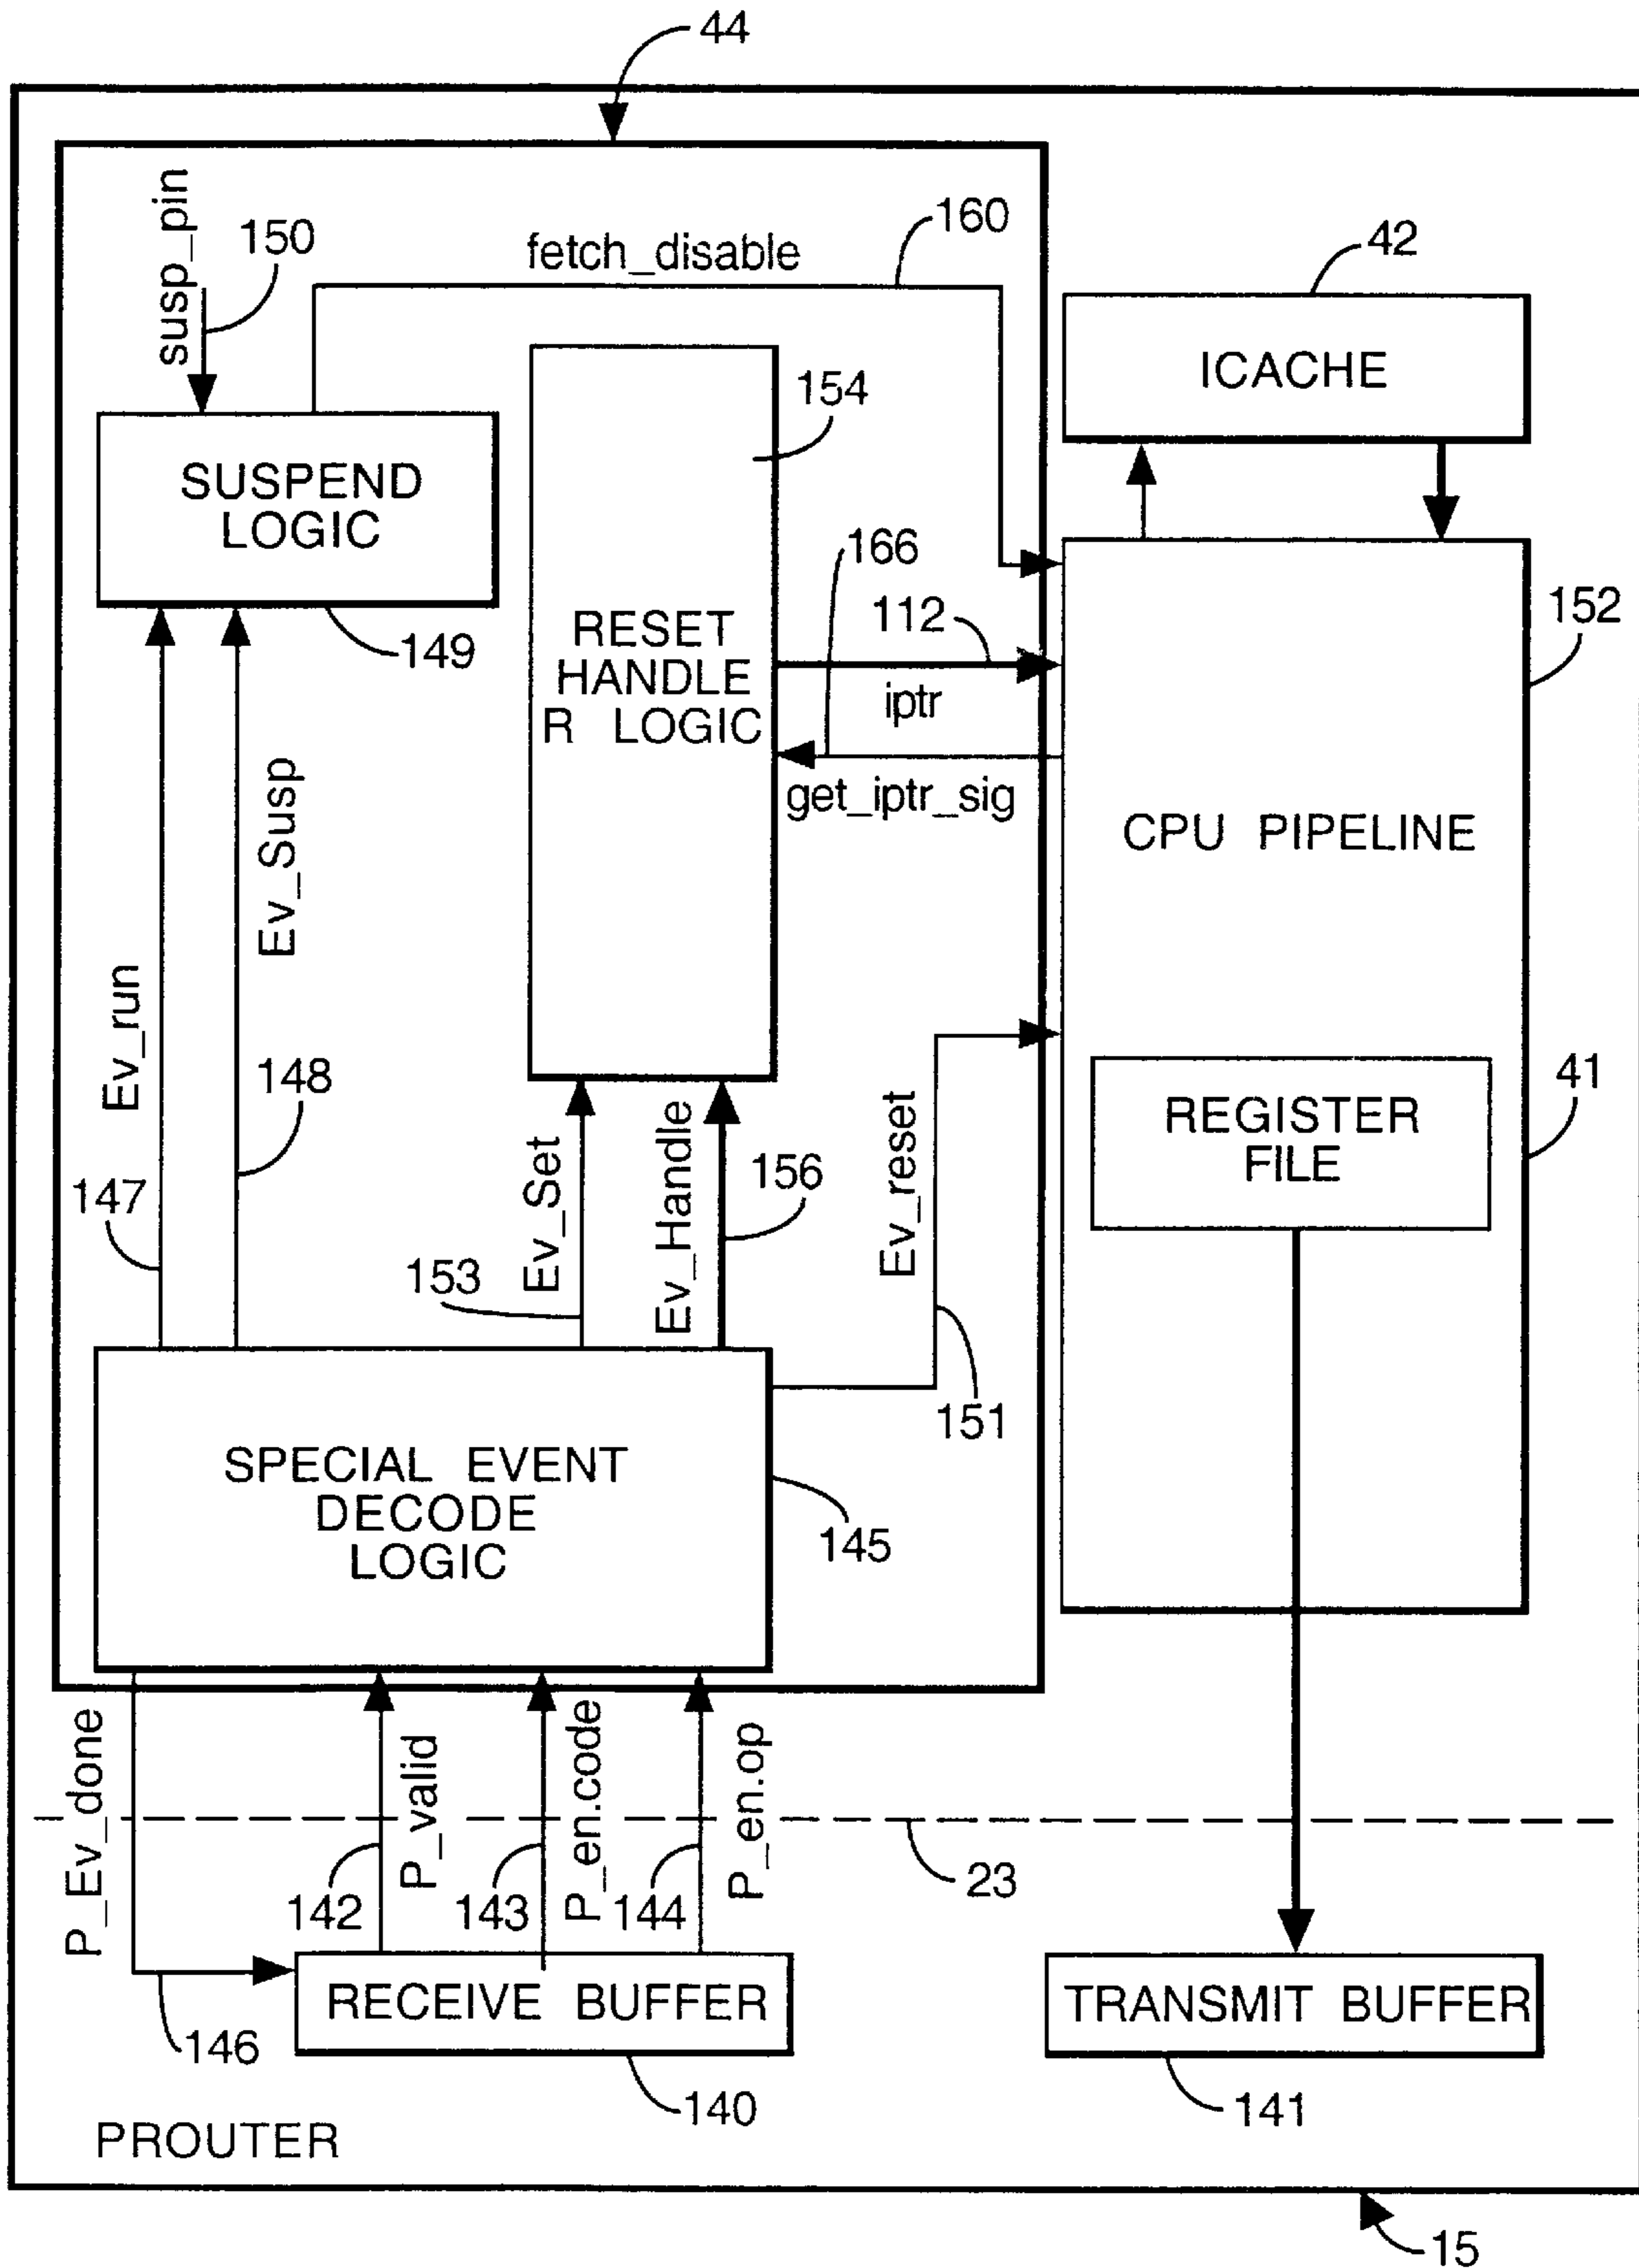 44
susp_pin
150
fetch_disable
160
42
ICACHE
154
SUSPEND
LOGIC
149
166
112
152
RESET
HANDLE
R LOGIC
iptr
get_iptr_sig
CPU PIPELINE
Ev_run
Ev_Susp
148
147
Ev_Set
153
Ev_Handle
156
Ev_reset
151
41
REGISTER
FILE
SPECIAL EVENT
DECODE
LOGIC
145
P_Ev_done
P_valid
P_en.code
P_en.op
142
143
144
23
146
RECEIVE BUFFER
140
TRANSMIT BUFFER
141
PROUTER
15